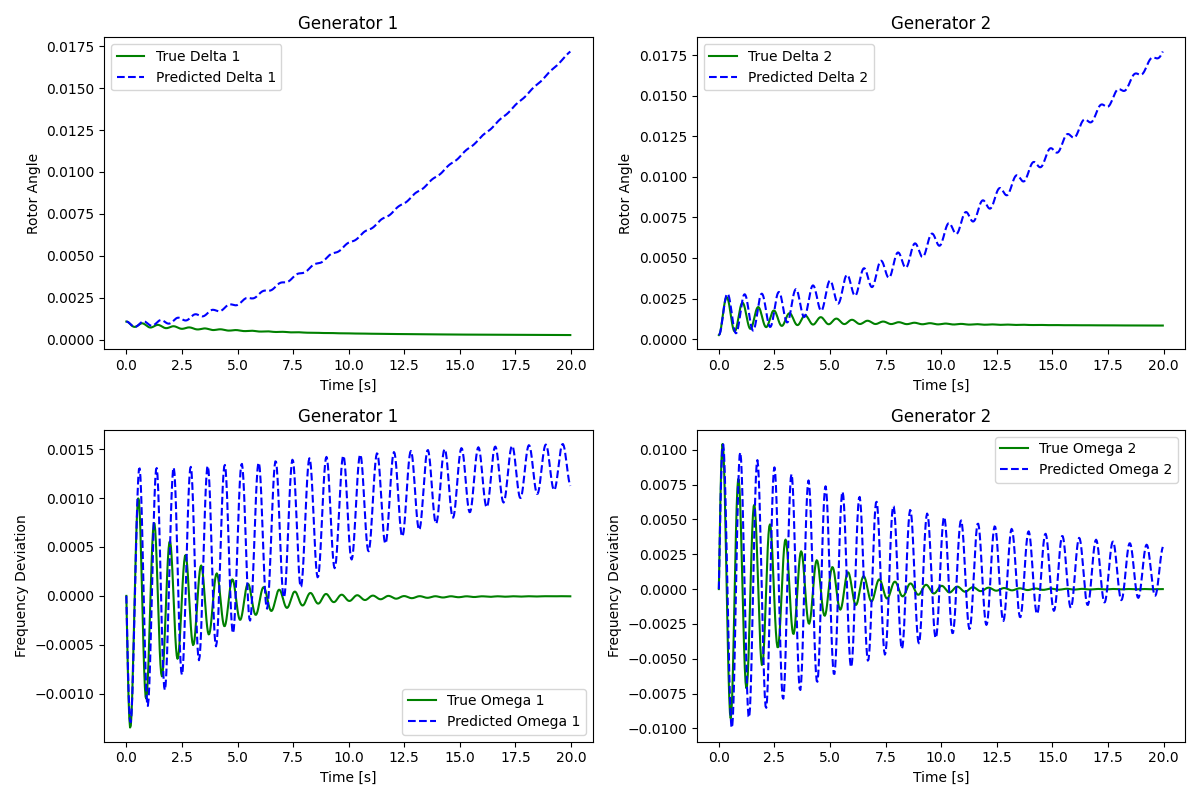 Generator 1
True Delta 1
Predicted Delta 1
Rotor Angle
0.0175
0.0150
0.0125
0.0100
0.0075
0.0050
0.0025
0.0000
0.0 2.5 5.0 7.5 10.0 12.5 15.0 17.5 20.0
Time [s]
Generator 2
True Delta 2
Predicted Delta 2
Rotor Angle
0.0175
0.0150
0.0125
0.0100
0.0075
0.0050
0.0025
0.0000
0.0 2.5 5.0 7.5 10.0 12.5 15.0 17.5 20.0
Time [s]
Generator 1
Frequency Deviation
0.0015
0.0010
0.0005
0.0000
−0.0005
−0.0010
True Omega 1
Predicted Omega 1
0.0 2.5 5.0 7.5 10.0 12.5 15.0 17.5 20.0
Time [s]
Generator 2
True Omega 2
Predicted Omega 2
Frequency Deviation
0.0100
0.0075
0.0050
0.0025
0.0000
−0.0025
−0.0050
−0.0075
−0.0100
0.0 2.5 5.0 7.5 10.0 12.5 15.0 17.5 20.0
Time [s]